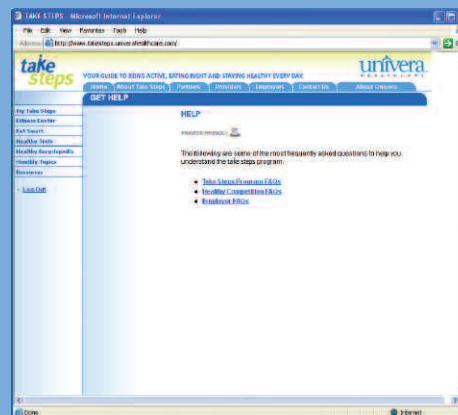 TAKE STEPS - Microsoft Internet Explorer
File Edit View Favorites Tools Help
Address http://www.takesteps.univerahealthcare.com/
take steps
univera
HEALTHCARE
YOUR GUIDE TO BEING ACTIVE, EATING RIGHT AND STAYING HEALTHY EVERY DAY.
Home About Take Steps Partners Providers Employers Contact Us About Univera
GET HELP
My Take Steps
Fitness Center
Eat Smart
Healthy Tools
Healthy Encyclopedia
Monthly Topics
Resources
Log Out
HELP
PRINTER FRIENDLY
The following are some of the most frequently asked questions to help you
understand the take steps program.
Take Steps Program FAQs
Healthy Competition FAQs
Employer FAQs
Done
Internet